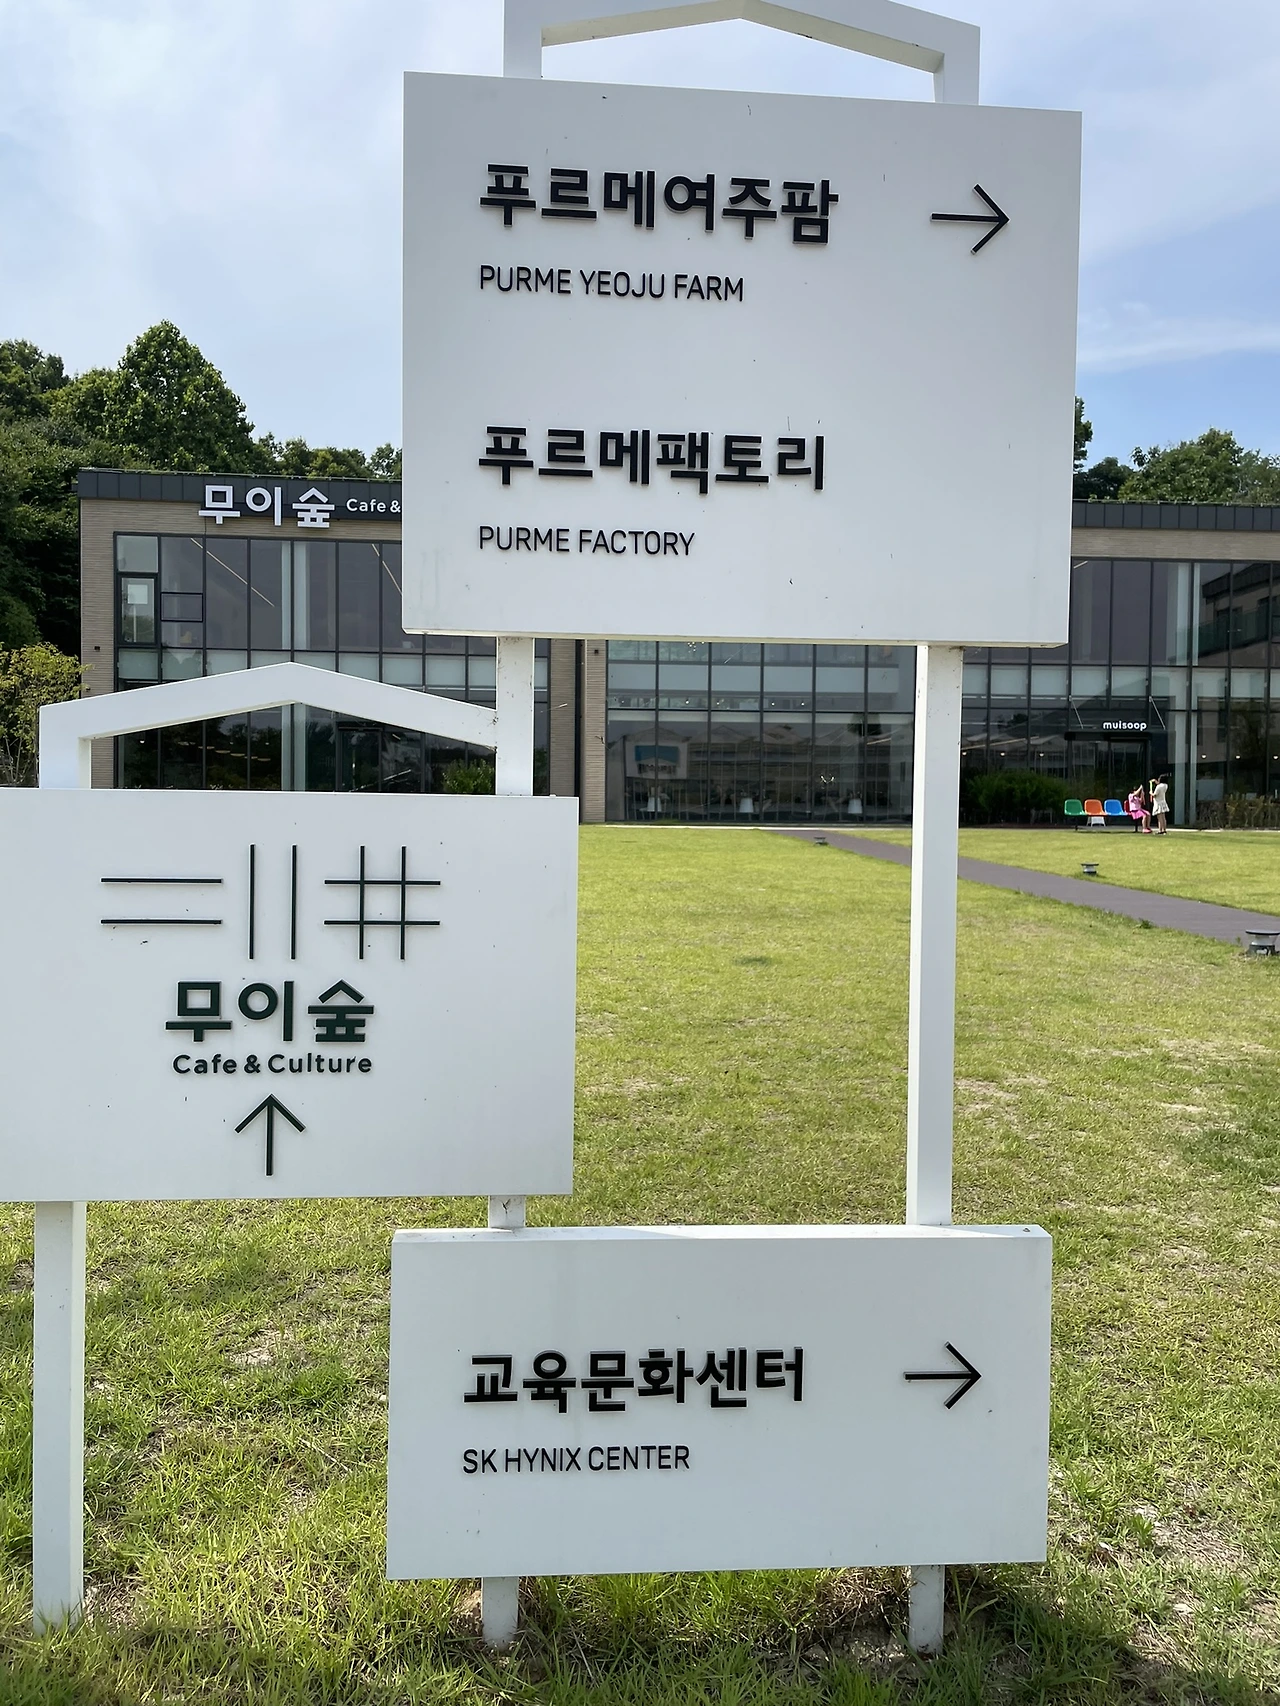 푸르메여주팜 →
PURME YEOJU FARM
푸르메팩토리
PURME FACTORY
무이숲 Cafe &
muisoop
무이숲
Cafe & Culture
↑
교육문화센터 →
SK HYNIX CENTER